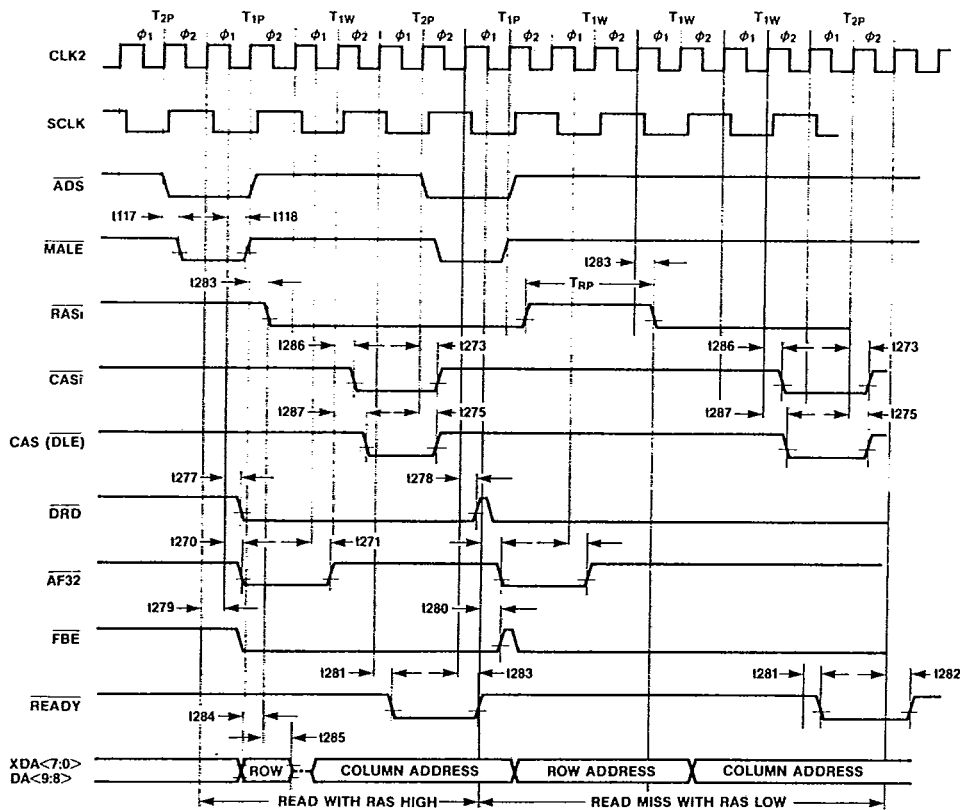 T2P T1P T1W T2P T1P T1W T1W T1W T2P
ϕ1 ϕ2 ϕ1 ϕ2 ϕ1 ϕ2 ϕ1 ϕ2 ϕ1 ϕ2 ϕ1 ϕ2 ϕ1 ϕ2 ϕ1 ϕ2 ϕ1 ϕ2
CLK2
SCLK
ADS
t117 t118
MALE
t283
t283 TRP
RASi
t286 t273 t286 t273
CASi
t287 t275 t287 t275
CAS (DLE)
t277 t278
DRD
t270 t271
AF32
t279 t280
FBE
t281 t283 t281 t282
READY
t284
t285
XDA<7:0>
DA<9:8>
ROW COLUMN ADDRESS ROW ADDRESS COLUMN ADDRESS
READ WITH RAS HIGH READ MISS WITH RAS LOW